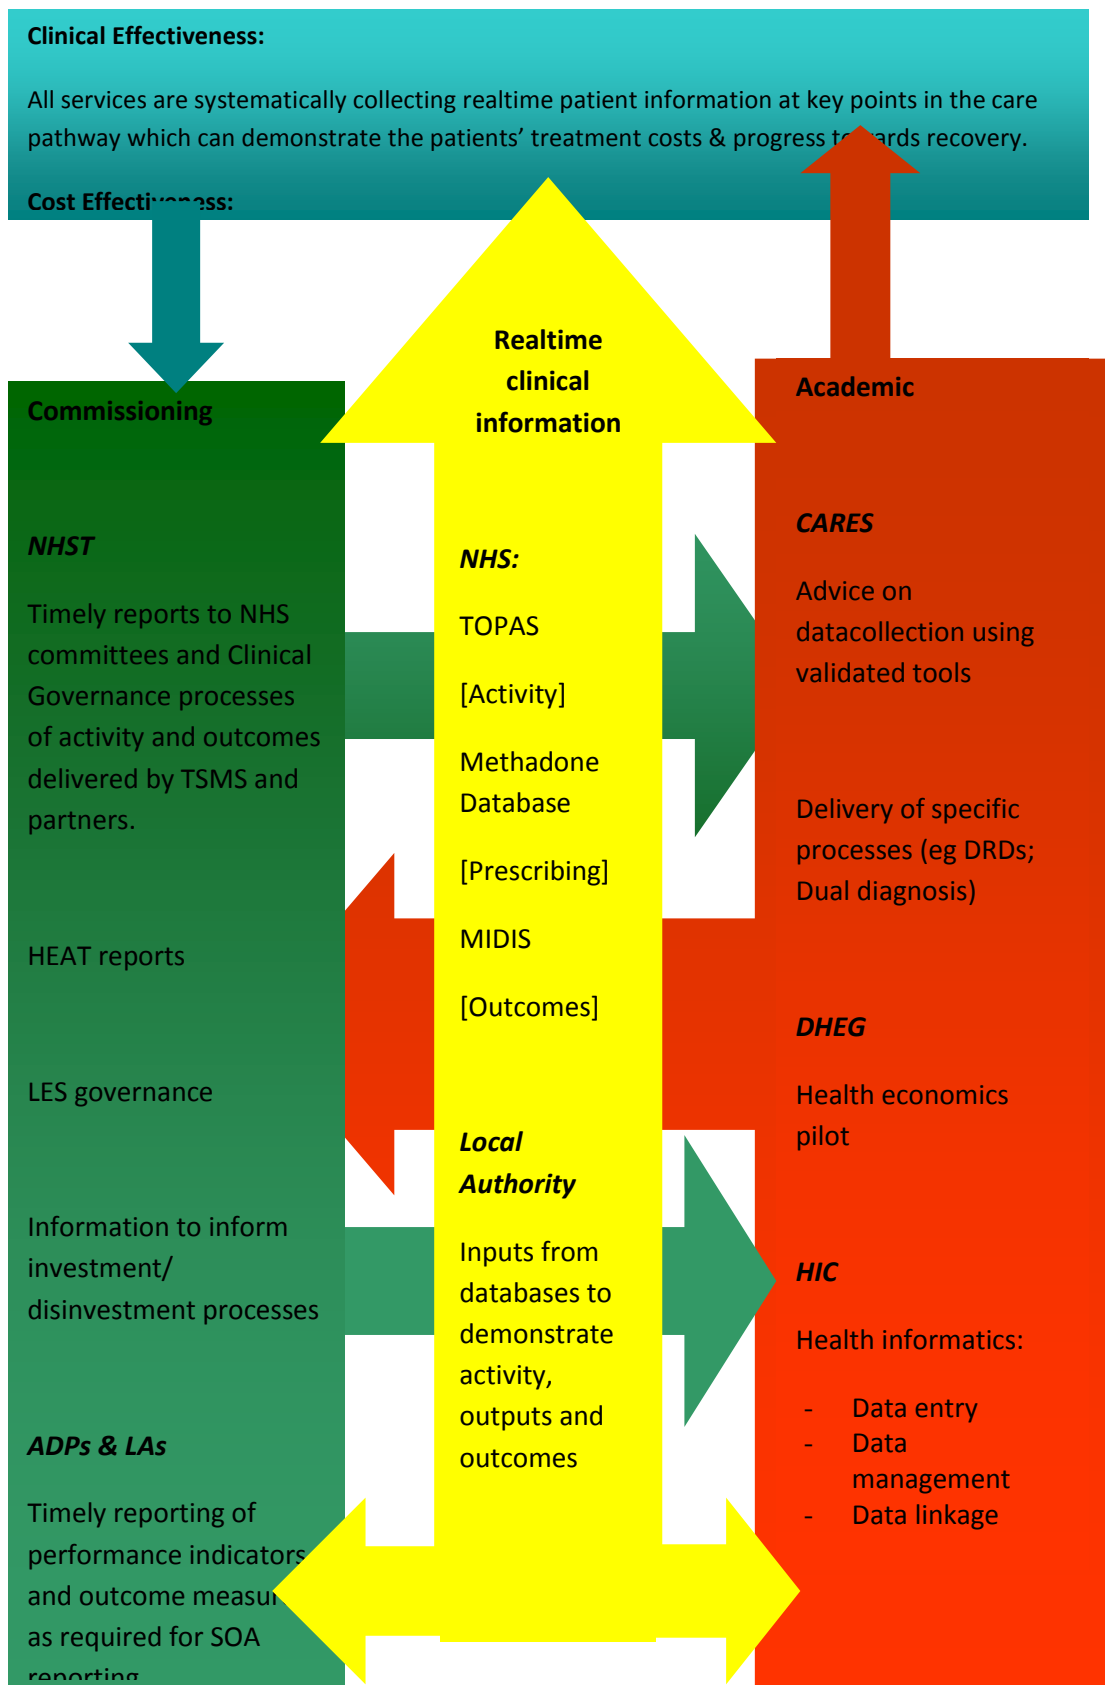 Clinical Effectiveness:
All services are systematically collecting realtime patient information at key points in the care
pathway which can demonstrate the patients’ treatment costs & progress towards recovery.
Cost Effectiveness:
Commissioning
NHST
Timely reports to NHS
committees and Clinical
Governance processes
of activity and outcomes
delivered by TSMS and
partners.
HEAT reports
LES governance
Information to inform
investment/
disinvestment processes
ADPs & LAs
Timely reporting of
performance indicators
and outcome measures
as required for SOA
reporting
Realtime
clinical
information
NHS:
TOPAS
[Activity]
Methadone
Database
[Prescribing]
MIDIS
[Outcomes]
Local
Authority
Inputs from
databases to
demonstrate
activity,
outputs and
outcomes
Academic
CARES
Advice on
datacollection using
validated tools
Delivery of specific
processes (eg DRDs;
Dual diagnosis)
DHEG
Health economics
pilot
HIC
Health informatics:
- Data entry
- Data
management
- Data linkage